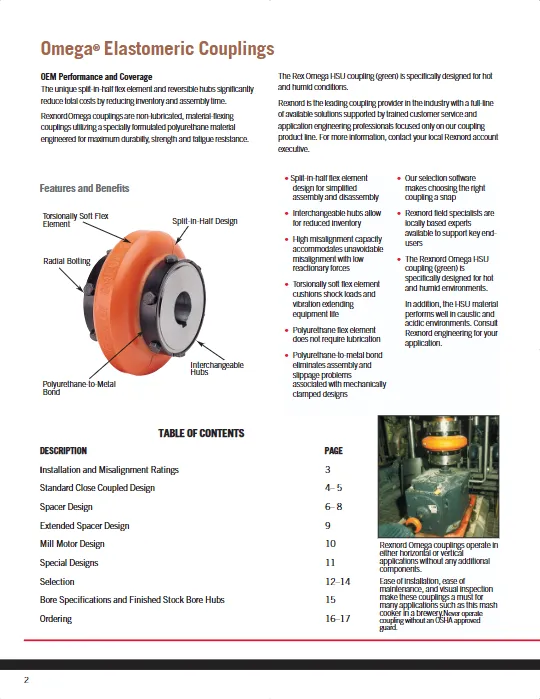 Omega® Elastomeric Couplings
OEM Performance and Coverage
The unique split-in-half flex element and reversible hubs significantly
reduce total costs by reducing inventory and assembly time.
Rexnord Omega couplings are non-lubricated, material-flexing
couplings utilizing a specially formulated polyurethane material
engineered for maximum durability, strength and fatigue resistance.
The Rex Omega HSU coupling (green) is specifically designed for hot
and humid conditions.
Rexnord is the leading coupling provider in the industry with a full-line
of available solutions supported by trained customer service and
application engineering professionals focused only on our coupling
product line. For more information, contact your local Rexnord account
executive.
Features and Benefits
Torsionally Soft Flex
Element
Split-in-Half Design
Radial Bolting
Interchangeable
Hubs
Polyurethane-to-Metal
Bond
• Split-in-half flex element
design for simplified
assembly and disassembly
• Interchangeable hubs allow
for reduced inventory
• High misalignment capacity
accommodates unavoidable
misalignment with low
reactionary forces
• Torsionally soft flex element
cushions shock loads and
vibration extending
equipment life
• Polyurethane flex element
does not require lubrication
• Polyurethane-to-metal bond
eliminates assembly and
slippage problems
associated with mechanically
clamped designs
• Our selection software
makes choosing the right
coupling a snap
• Rexnord field specialists are
locally based experts
available to support key end-
users
• The Rexnord Omega HSU
coupling (green) is
specifically designed for hot
and humid environments.
In addition, the HSU material
performs well in caustic and
acidic environments. Consult
Rexnord engineering for your
application.
TABLE OF CONTENTS
DESCRIPTION PAGE
Installation and Misalignment Ratings 3
Standard Close Coupled Design 4–5
Spacer Design 6–8
Extended Spacer Design 9
Mill Motor Design 10
Special Designs 11
Selection 12–14
Bore Specifications and Finished Stock Bore Hubs 15
Ordering 16–17
Rexnord Omega couplings operate in
either horizontal or vertical
applications without any additional
components.
Ease of installation, ease of
maintenance, and visual inspection
make these couplings a must for
many applications such as this mash
cooker in a brewery.Never operate
coupling without an OSHA approved
guard.
2